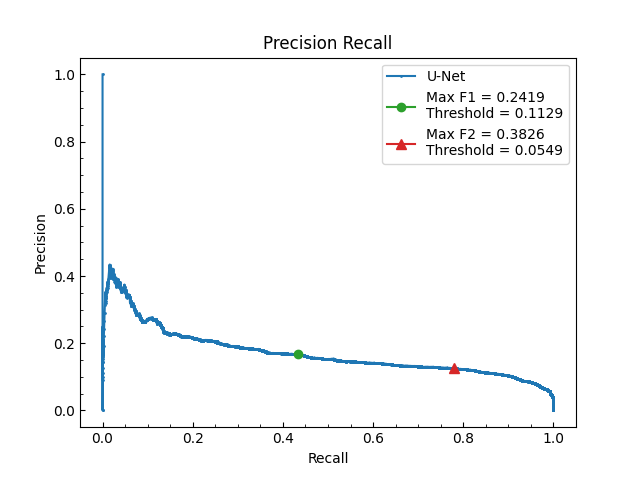 Precision Recall
1.0
0.8
0.6
0.4
0.2
0.0
Precision
U-Net
Max F1 = 0.2419
Threshold = 0.1129
Max F2 = 0.3826
Threshold = 0.0549
0.0 0.2 0.4 0.6 0.8 1.0
Recall